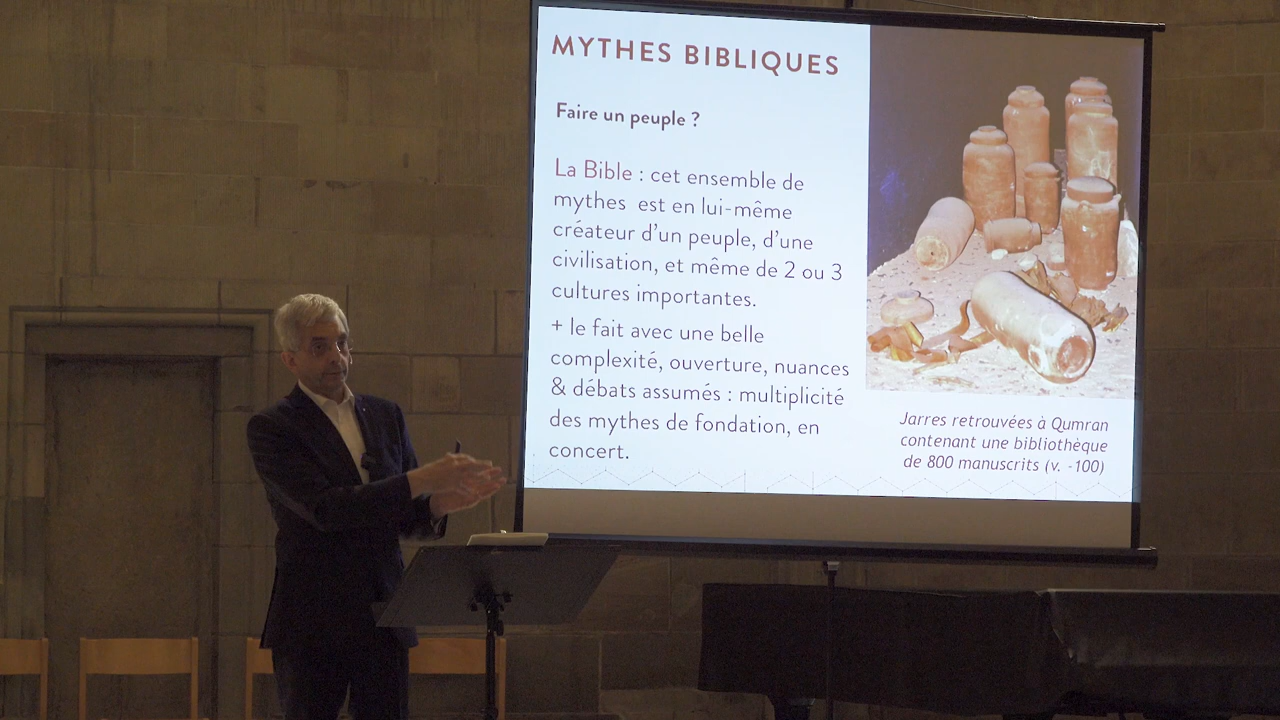 MYTHES BIBLIQUES
Faire un peuple ?
La Bible : cet ensemble de
mythes est en lui-même
créateur d'un peuple, d'une
civilisation, et même de 2 ou 3
cultures importantes.
+ le fait avec une belle
complexité, ouverture, nuances
& débats assumés : multiplicité
des mythes de fondation, en
concert.
Jarres retrouvées à Qumran
contenant une bibliothèque
de 800 manuscrits (v. -100)